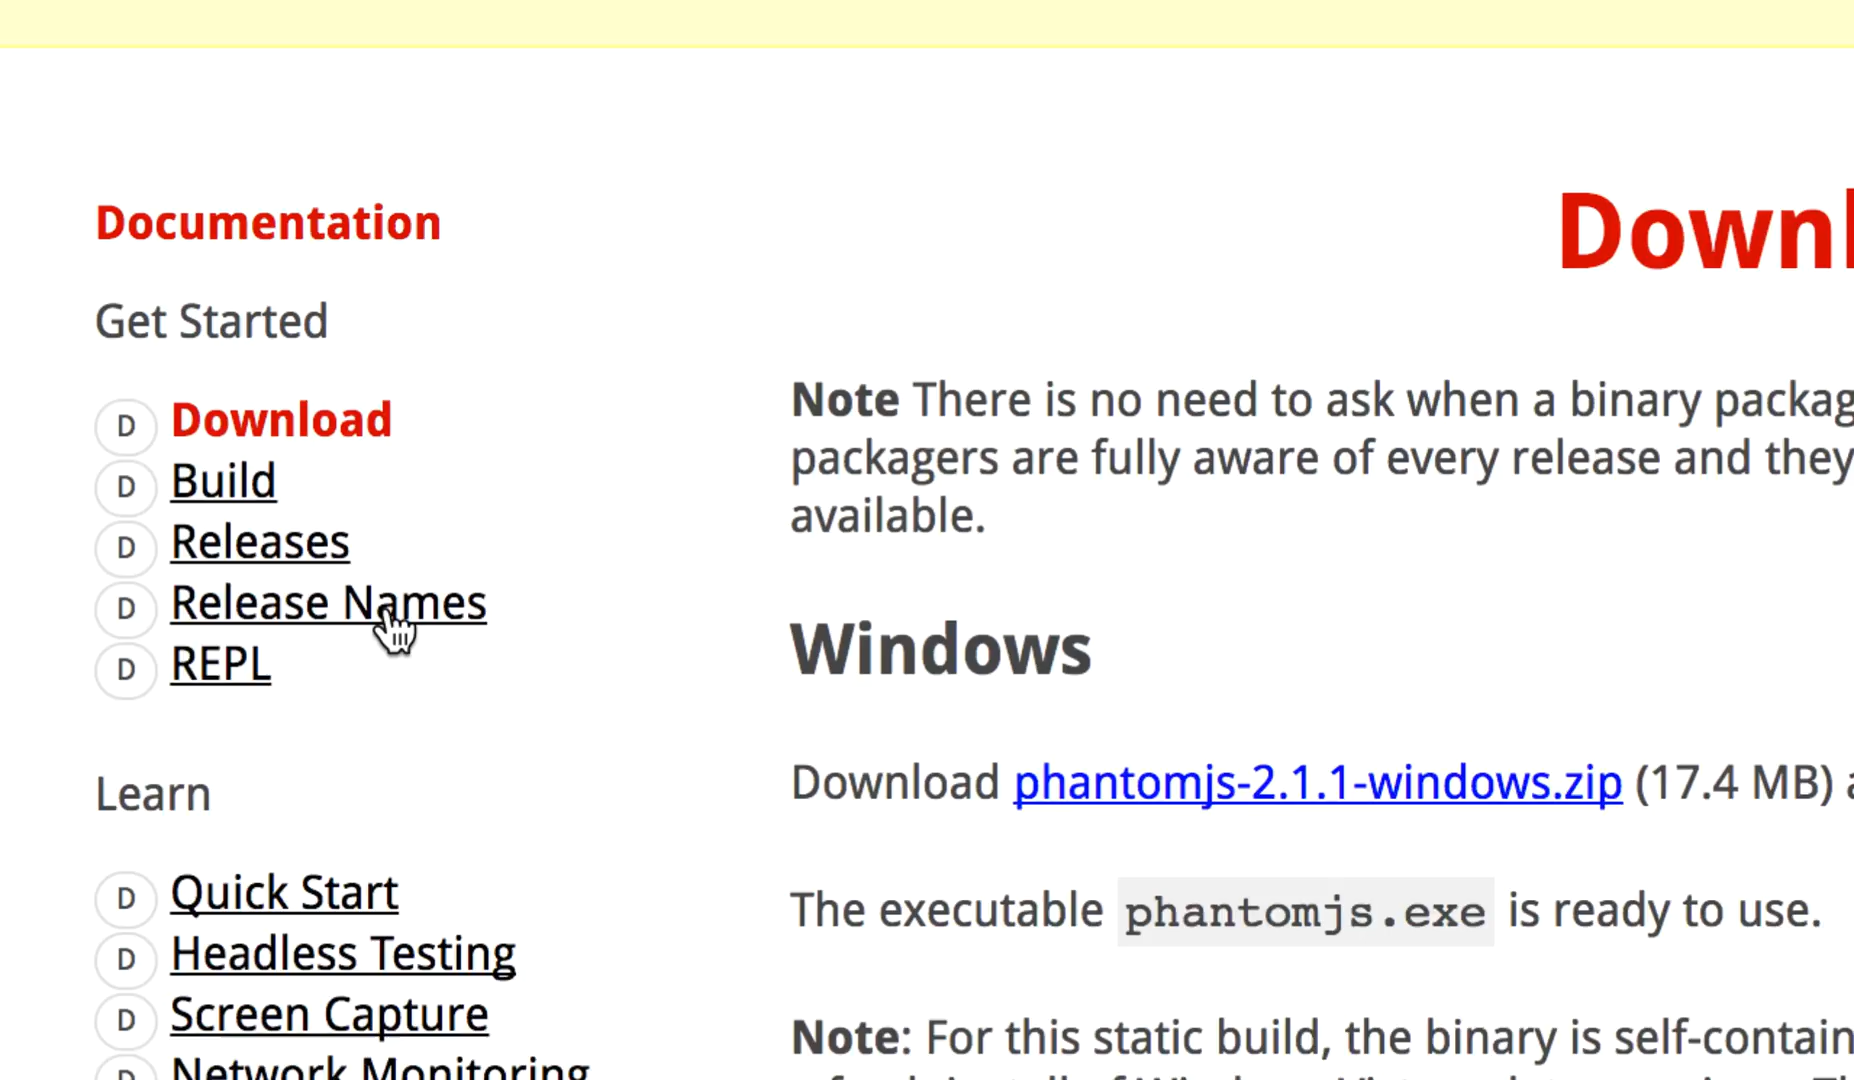 Documentation
Get Started
D Download
D Build
D Releases
D Release Names
D REPL
Learn
D Quick Start
D Headless Testing
D Screen Capture
D Network Monitoring
Downl
Note There is no need to ask when a binary packag
packagers are fully aware of every release and they
available.
Windows
Download phantomjs-2.1.1-windows.zip (17.4 MB) a
The executable phantomjs.exe is ready to use.
Note: For this static build, the binary is self-contain